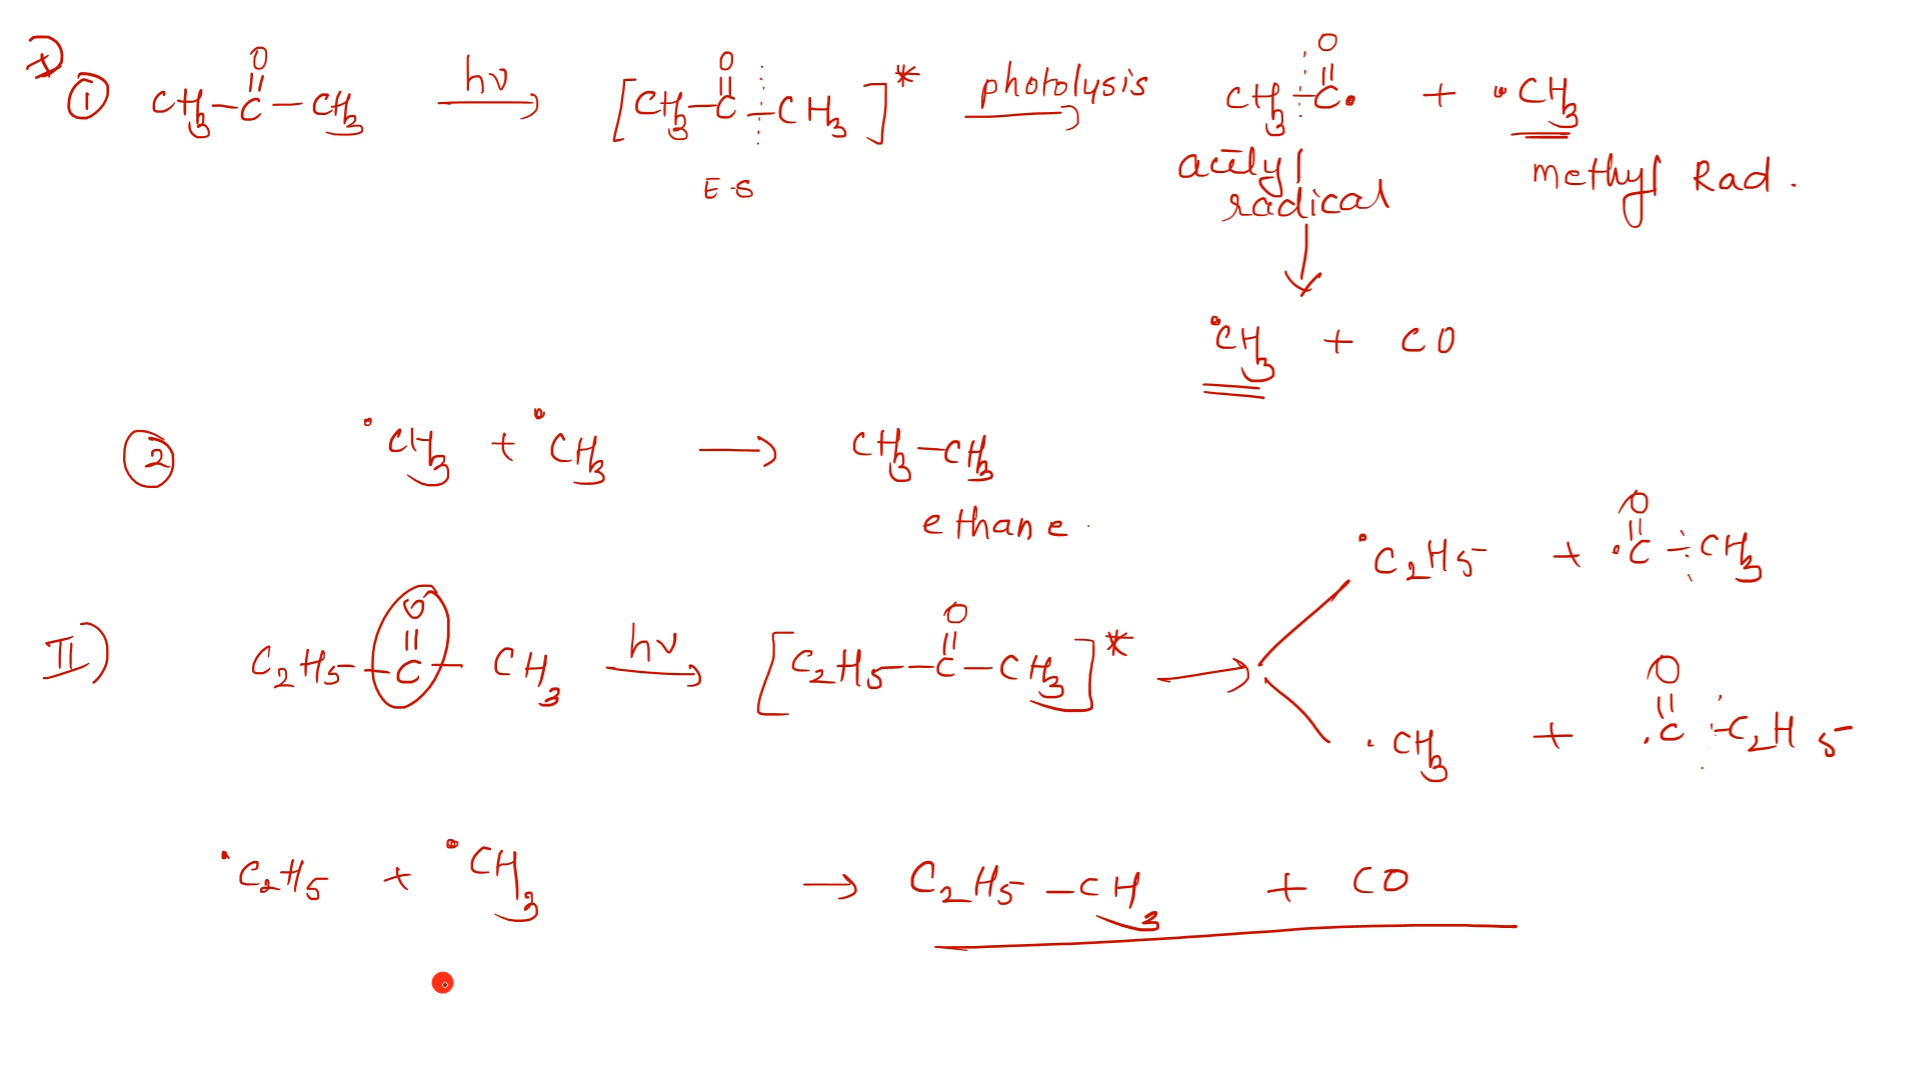 I)
① CH₃-C(=O)-CH₃ hν→ [CH₃-C(=O)-CH₃]* photolysis→ CH₃-C(=O)• + •CH₃
E·S
acetyl radical
methyl Rad.
↓
•CH₃ + CO
② •CH₃ + •CH₃ → CH₃-CH₃
ethane.
II) C₂H₅-C(=O)-CH₃ hν→ [C₂H₅-C(=O)-CH₃]* →
•C₂H₅ + •C(=O)-CH₃
•CH₃ + •C(=O)-C₂H₅
•C₂H₅ + •CH₃ → C₂H₅-CH₃ + CO